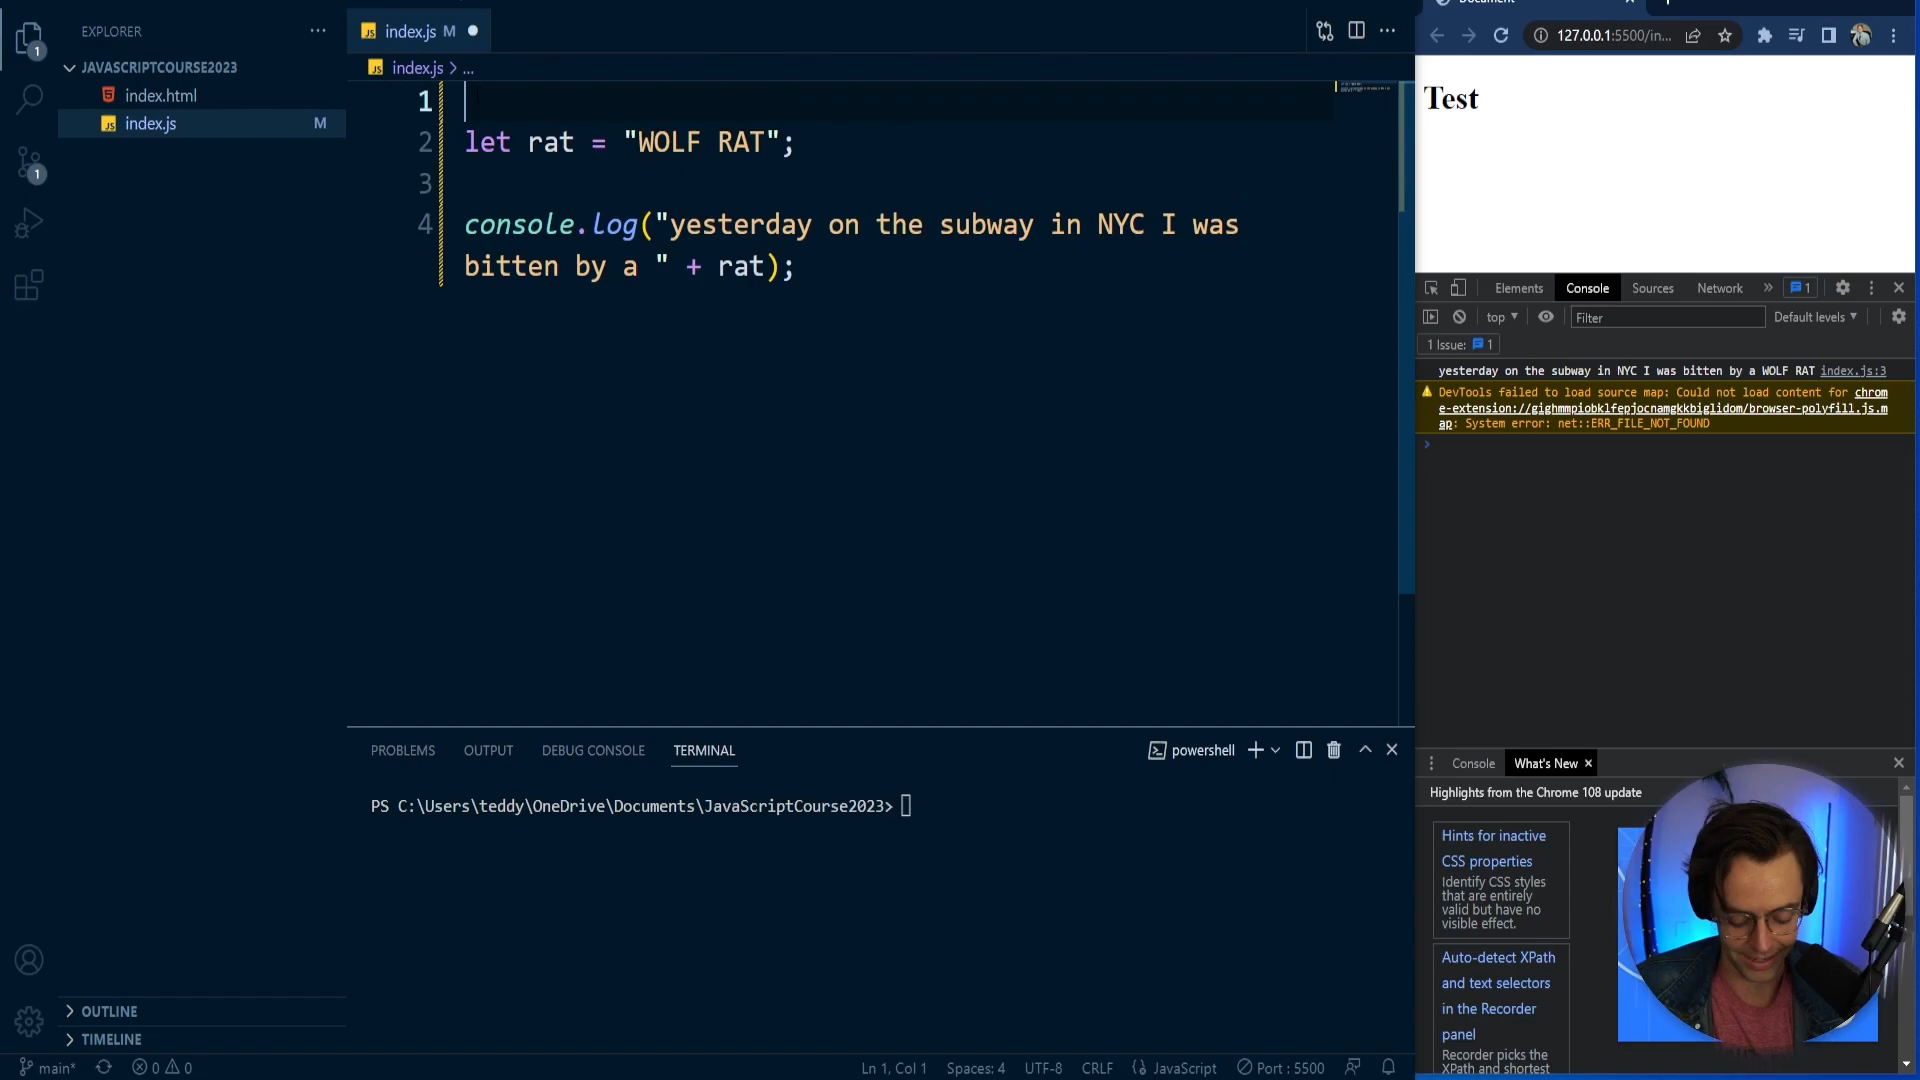 EXPLORER
JAVASCRIPTCOURSE2023
index.html
index.js M
1
1
OUTLINE
TIMELINE
index.js M
index.js > ...
1
2 let rat = "WOLF RAT";
3
4 console.log("yesterday on the subway in NYC I was
bitten by a " + rat);
PROBLEMS OUTPUT DEBUG CONSOLE TERMINAL
powershell
PS C:\Users\teddy\OneDrive\Documents\JavaScriptCourse2023>
main* 0 0
Ln 1, Col 1 Spaces: 4 UTF-8 CRLF JavaScript Port : 5500
Document
127.0.0.1:5500/in...
Test
Elements Console Sources Network » 1
top Filter Default levels
1 Issue: 1
yesterday on the subway in NYC I was bitten by a WOLF RAT index.js:3
DevTools failed to load source map: Could not load content for chrom
e-extension://gighmmpiobklfepjocnamgkkbiglidom/browser-polyfill.js.m
ap: System error: net::ERR_FILE_NOT_FOUND
Console What's New
Highlights from the Chrome 108 update
Hints for inactive
CSS properties
Identify CSS styles
that are entirely
valid but have no
visible effect.
Auto-detect XPath
and text selectors
in the Recorder
panel
Recorder picks the
XPath and shortest